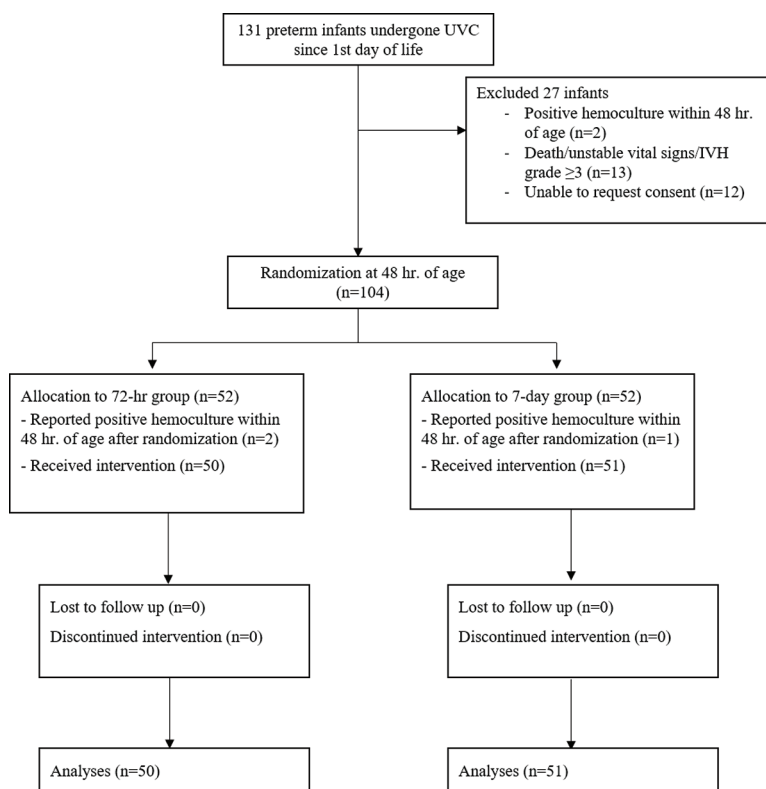 131 preterm infants undergone UVC
since 1st day of life
Excluded 27 infants
- Positive hemoculture within 48 hr.
of age (n=2)
- Death/unstable vital signs/IVH
grade ≥3 (n=13)
- Unable to request consent (n=12)
Randomization at 48 hr. of age
(n=104)
Allocation to 72-hr group (n=52)
- Reported positive hemoculture within
48 hr. of age after randomization (n=2)
- Received intervention (n=50)
Allocation to 7-day group (n=52)
- Reported positive hemoculture within
48 hr. of age after randomization (n=1)
- Received intervention (n=51)
Lost to follow up (n=0)
Discontinued intervention (n=0)
Lost to follow up (n=0)
Discontinued intervention (n=0)
Analyses (n=50)
Analyses (n=51)